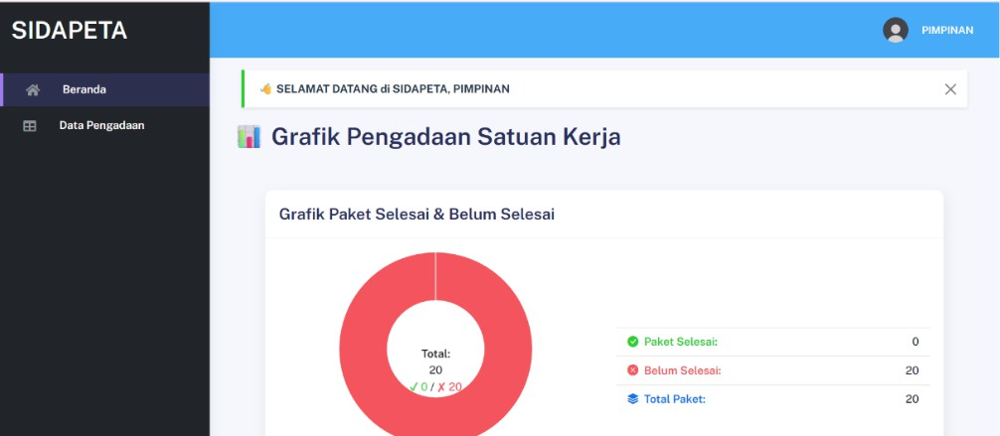 SIDAPETA
PIMPINAN
Beranda
Data Pengadaan
SELAMAT DATANG di SIDAPETA, PIMPINAN
Grafik Pengadaan Satuan Kerja
Grafik Paket Selesai & Belum Selesai
Total:
20
✓ 0 / ✗ 20
Paket Selesai: 0
Belum Selesai: 20
Total Paket: 20